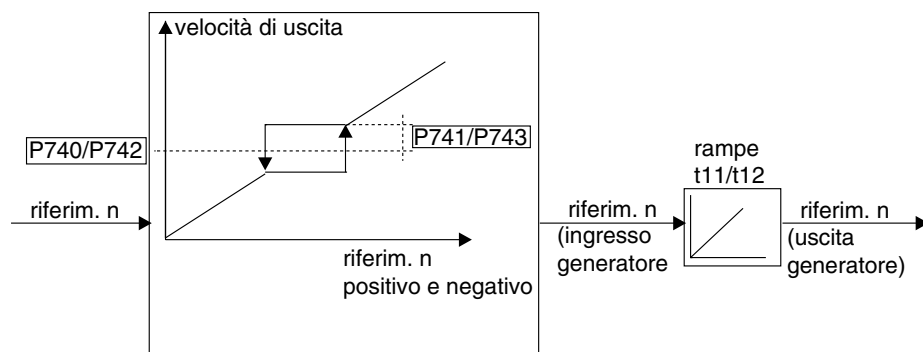 velocità di uscita
P740/P742
P741/P743
riferim. n
riferim. n
positivo e negativo
riferim. n
(ingresso
generatore
rampe
t11/t12
riferim. n
(uscita
generatore)